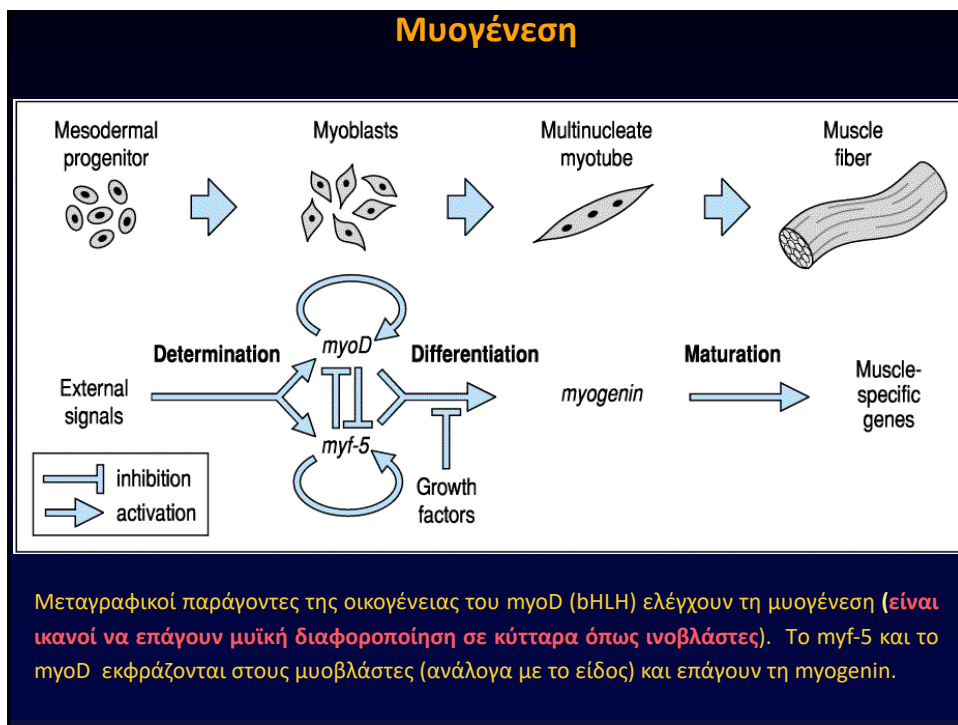 Μυογένεση
Mesodermal
progenitor
Myoblasts
Multinucleate
myotube
Muscle
fiber
External
signals
Determination
myoD
myf-5
Differentiation
Growth
factors
myogenin
Maturation
Muscle-
specific
genes
inhibition
activation
Μεταγραφικοί παράγοντες της οικογένειας του myoD (bHLH) ελέγχουν τη μυογένεση (είναι
ικανοί να επάγουν μυϊκή διαφοροποίηση σε κύτταρα όπως ινοβλάστες). Το myf-5 και το
myoD εκφράζονται στους μυοβλάστες (ανάλογα με το είδος) και επάγουν τη myogenin.